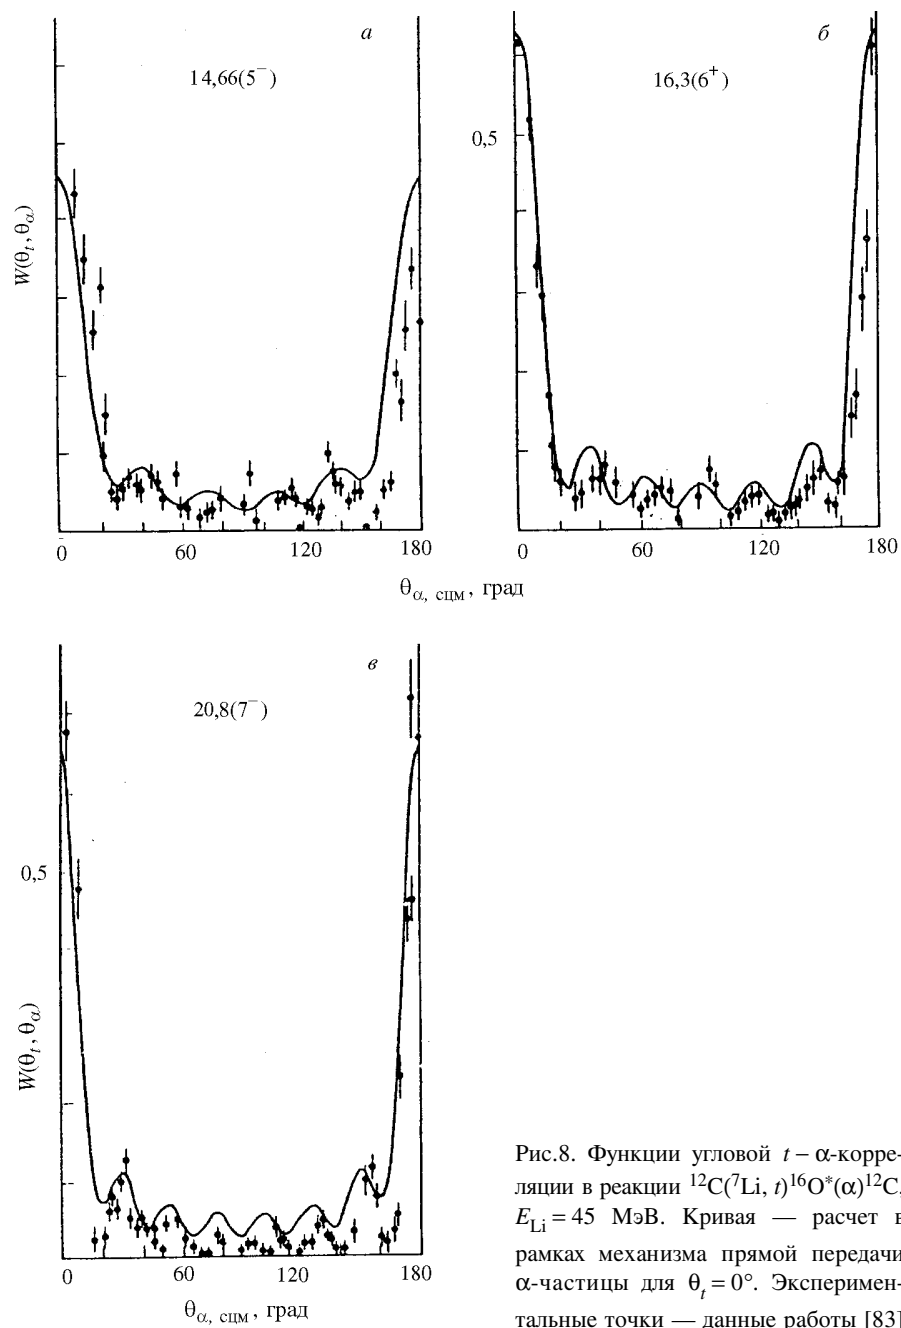 а
14,66(5⁻)
W(θₜ, θ_α)
0 60 120 180
б
16,3(6⁺)
0,5
0 60 120 180
θ_α, сцм, град
в
20,8(7⁻)
0,5
W(θₜ, θ_α)
0 60 120 180
θ_α, сцм, град
Рис.8. Функции угловой t – α-корре-
ляции в реакции ¹²C(⁷Li, t)¹⁶O*(α)¹²C,
E_Li = 45 МэВ. Кривая — расчет в
рамках механизма прямой передачи
α-частицы для θₜ = 0°. Эксперимен-
тальные точки — данные работы [83]